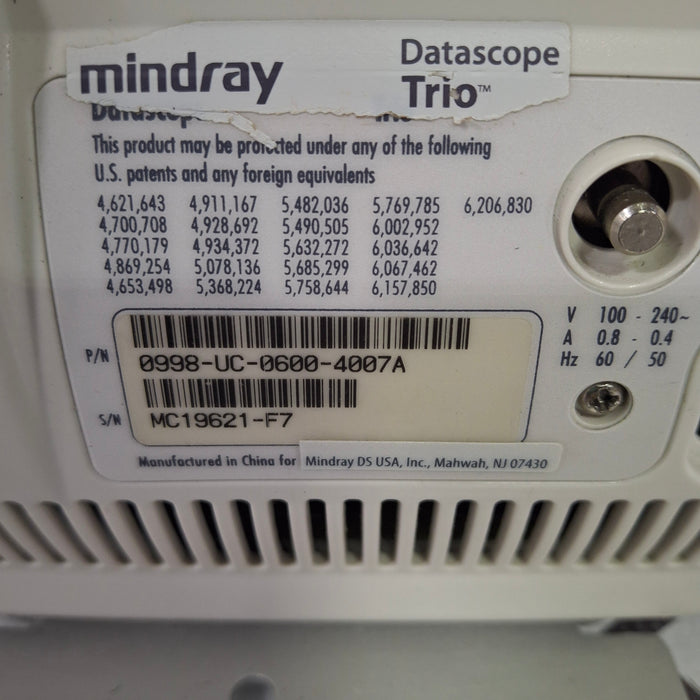 mindray
Datascope
Trio™
Datascop
This product may be protected under any of the following
U.S. patents and any foreign equivalents
4,621,643 4,911,167 5,482,036 5,769,785 6,206,830
4,700,708 4,928,692 5,490,505 6,002,952
4,770,179 4,934,372 5,632,272 6,036,642
4,869,254 5,078,136 5,685,299 6,067,462
4,653,498 5,368,224 5,758,644 6,157,850
V 100 - 240~
A 0.8 - 0.4
Hz 60 / 50
P/N 0998-UC-0600-4007A
S/N MC19621-F7
Manufactured in China for Mindray DS USA, Inc., Mahwah, NJ 07430